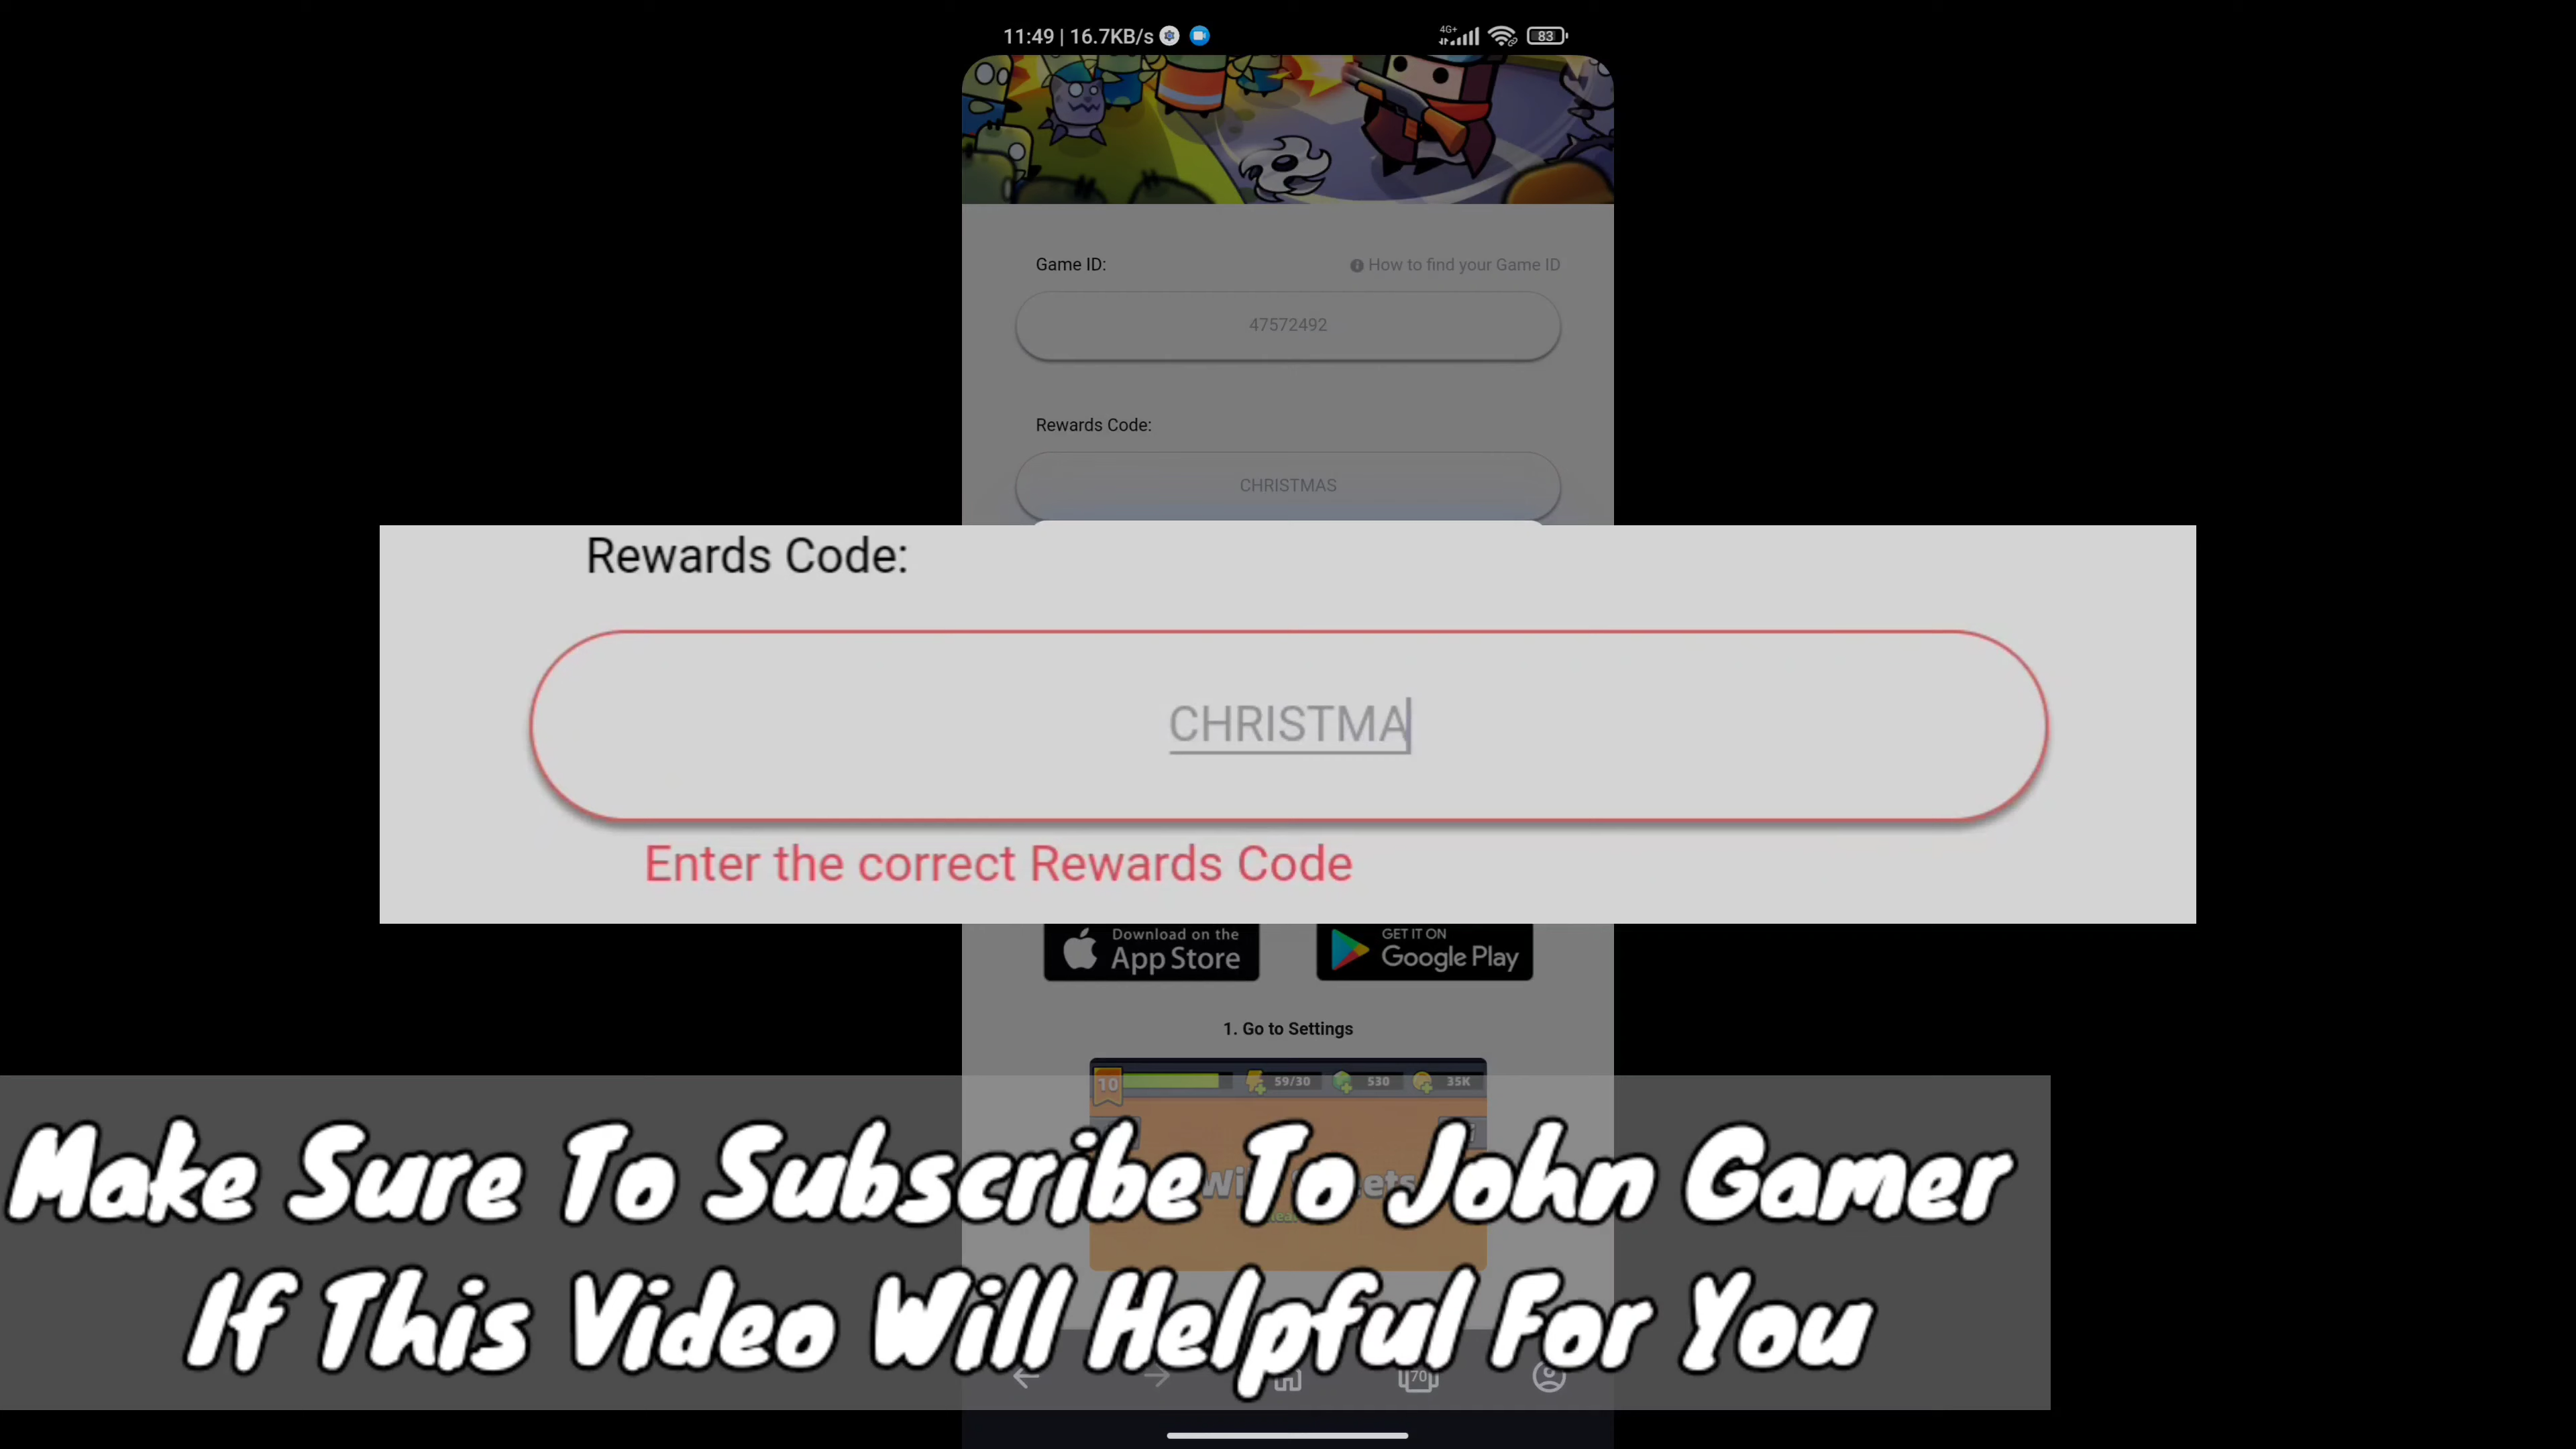 11:49 | 16.7KB/s
4G+
83
Game ID:
How to find your Game ID
47572492
Rewards Code:
CHRISTMAS
Rewards Code:
CHRISTMA
Enter the correct Rewards Code
Download on the
App Store
GET IT ON
Google Play
1. Go to Settings
10
59/30
530
35K
Make Sure To Subscribe To John Gamer
If This Video Will Helpful For You
70